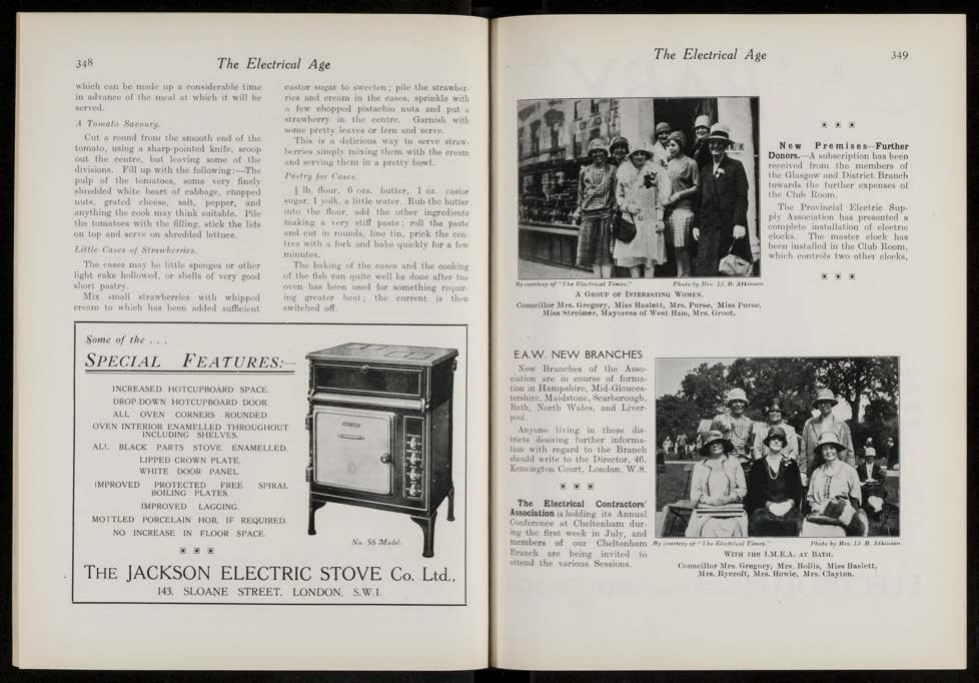 348
The Electrical Age
which can be made up a considerable time
in advance of the meal at which it will be
served.
A Tomato Savoury.
Cut a round from the smooth end of the
tomato, using a sharp-pointed knife, scoop
out the centre, but leaving some of the
divisions. Fill up with the following:—The
pulp of the tomatoes, some very finely
shredded white heart of cabbage, chopped
nuts, grated cheese, salt, pepper, and
anything the cook may think suitable. Pile
the tomatoes with the filling, stick the lids
on top and serve on shredded lettuce.
Little Cases of Strawberries.
The cases may be little sponges or other
light cake hollowed, or shells of very good
short pastry.
Mix small strawberries with whipped
cream to which has been added sufficient
castor sugar to sweeten; pile the strawber-
ries and cream in the cases, sprinkle with
a few chopped pistachio nuts and put a
strawberry in the centre. Garnish with
some pretty leaves or fern and serve.
This is a delicious way to serve straw-
berries simply mixing them with the cream
and serving them in a pretty bowl.
Pastry for Cases.
½ lb. flour, 6 ozs. butter, 1 oz. castor
sugar, 1 yolk, a little water. Rub the butter
into the flour, add the other ingredients
making a very stiff paste; roll the paste
and cut in rounds, line tin, prick the cen-
tres with a fork and bake quickly for a few
minutes.
The baking of the cases and the cooking
of the fish can quite well be done after the
oven has been used for something requir-
ing greater heat; the current is then
switched off.
Some of the . . .
SPECIAL FEATURES:—
INCREASED HOTCUPBOARD SPACE.
DROP-DOWN HOTCUPBOARD DOOR.
ALL OVEN CORNERS ROUNDED
OVEN INTERIOR ENAMELLED THROUGHOUT
INCLUDING SHELVES.
ALL BLACK PARTS STOVE ENAMELLED.
LIPPED CROWN PLATE.
WHITE DOOR PANEL.
IMPROVED PROTECTED FREE SPIRAL
BOILING PLATES
IMPROVED LAGGING.
MOTTLED PORCELAIN HOB, IF REQUIRED.
NO INCREASE IN FLOOR SPACE.
No. 56 Model.
THE JACKSON ELECTRIC STOVE Co. Ltd.,
143, SLOANE STREET, LONDON, S.W.1.
The Electrical Age
349
By courtesy of "The Electrical Times."
Photo by Mrs. Ll. B. Atkinson
A GROUP OF INTERESTING WOMEN.
Councillor Mrs. Gregory, Miss Haslett, Mrs. Purse, Miss Purse,
Miss Streimer, Mayoress of West Ham, Mrs. Groot.
New Premises—Further
Donors.—A subscription has been
received from the members of
the Glasgow and District Branch
towards the further expenses of
the Club Room.
The Provincial Electric Sup-
ply Association has presented a
complete installation of electric
clocks. The master clock has
been installed in the Club Room,
which controls two other clocks,
E.A.W. NEW BRANCHES
New Branches of the Asso-
ciation are in course of forma-
tion in Hampshire, Mid-Glouces-
tershire, Maidstone, Scarborough,
Bath, North Wales, and Liver-
pool.
Anyone living in these dis-
tricts desiring further informa-
tion with regard to the Branch
should write to the Director, 46,
Kensington Court, London, W.8.
The Electrical Contractors'
Association is holding its Annual
Conference at Cheltenham dur-
ing the first week in July, and
members of our Cheltenham
Branch are being invited to
attend the various Sessions.
By courtesy of "The Electrical Times."
Photo by Mrs. Ll. B. Atkinson
WITH THE I.M.E.A. AT BATH.
Councillor Mrs. Gregory, Mrs. Hollis, Miss Haslett,
Mrs. Rycroft, Mrs. Howie, Mrs. Clayton.